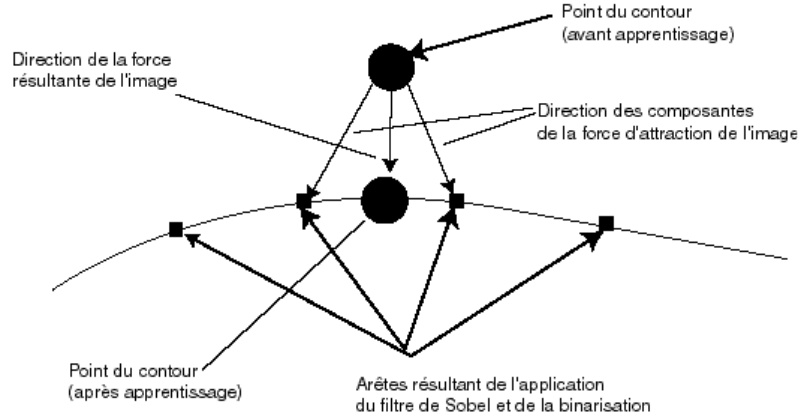 Point du contour
(avant apprentissage)
Direction de la force
résultante de l'image
Direction des composantes
de la force d'attraction de l'image
Point du contour
(après apprentissage)
Arêtes résultant de l'application
du filtre de Sobel et de la binarisation